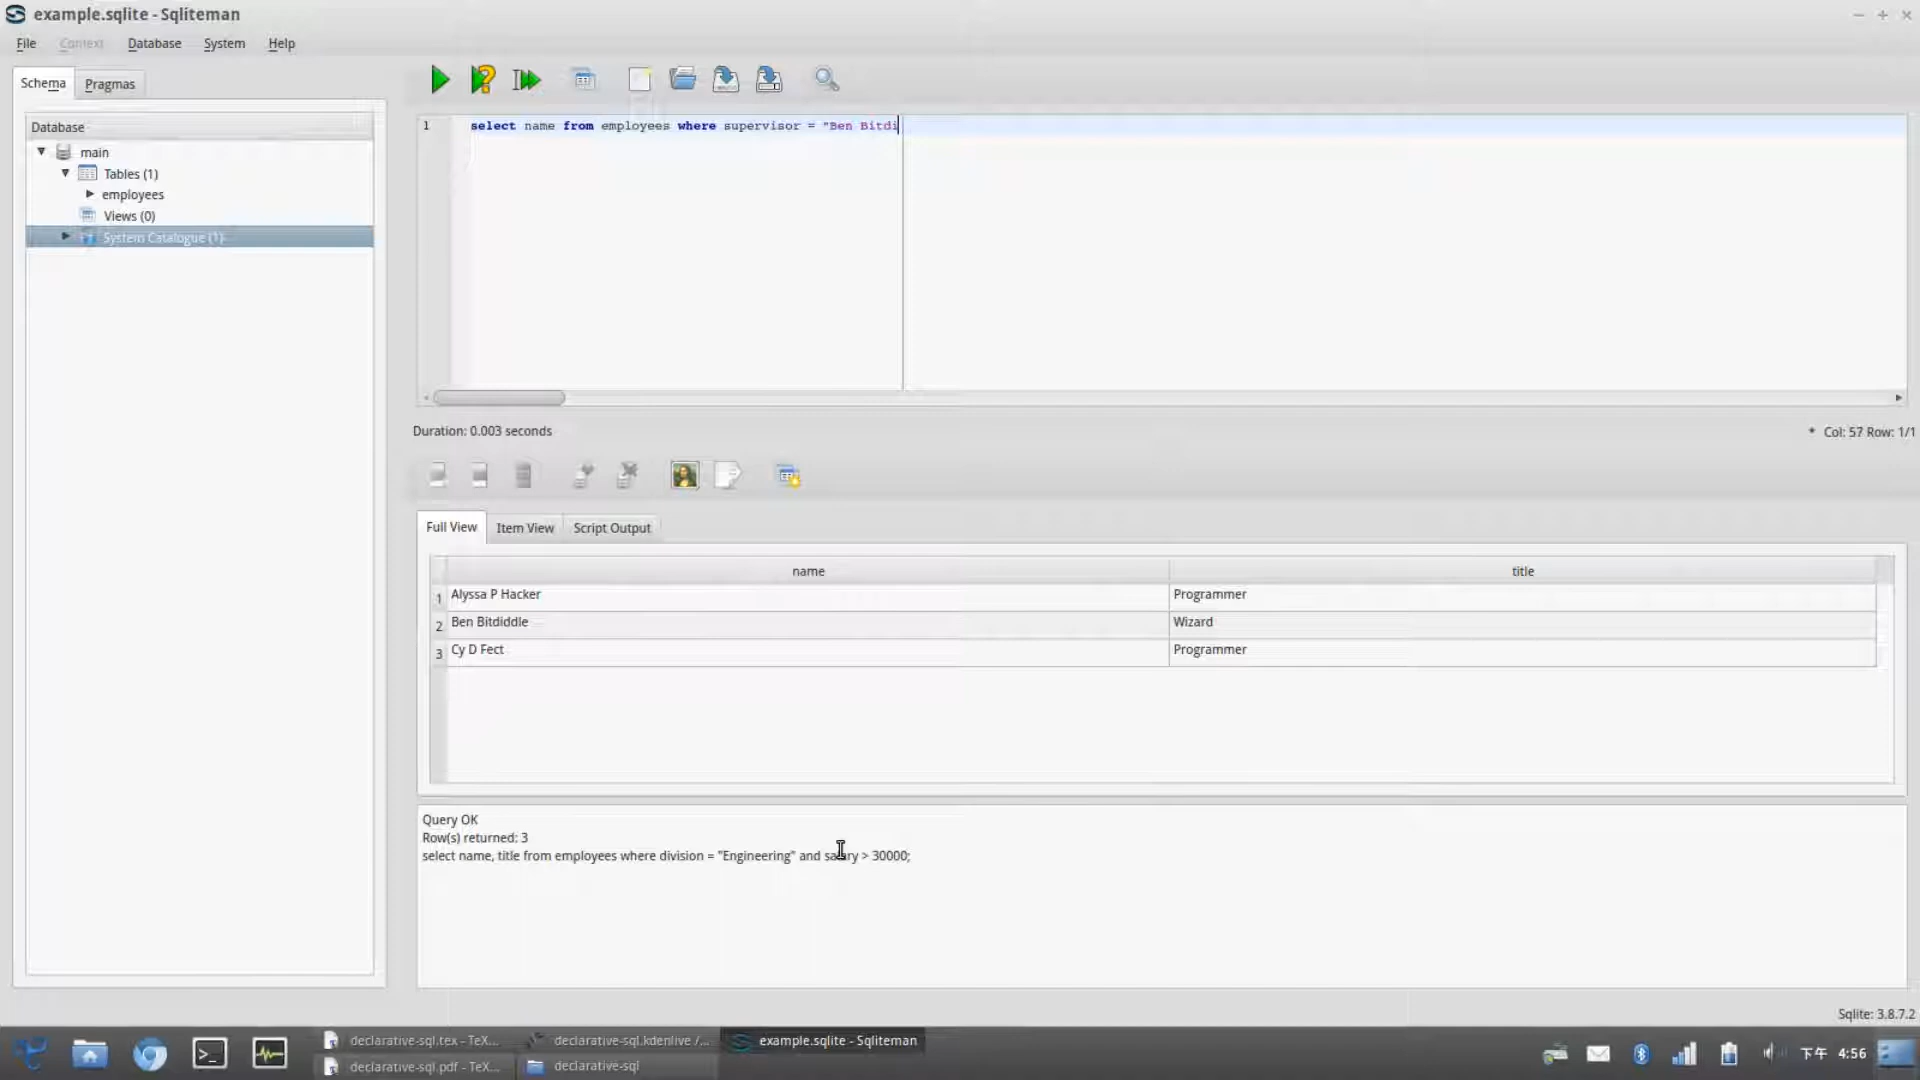 example.sqlite - Sqliteman
File Context Database System Help
Schema Pragmas
Database
main
Tables (1)
employees
Views (0)
System Catalogue (1)
1 select name from employees where supervisor = "Ben Bitdi
Duration: 0.003 seconds
* Col: 57 Row: 1/1
Full View Item View Script Output
name title
1 Alyssa P Hacker Programmer
2 Ben Bitdiddle Wizard
3 Cy D Fect Programmer
Query OK
Row(s) returned: 3
select name, title from employees where division = "Engineering" and salary > 30000;
Sqlite: 3.8.7.2
declarative-sql.tex - TeX... declarative-sql.kdenlive /... example.sqlite - Sqliteman
declarative-sql.pdf - TeX... declarative-sql
下午 4:56